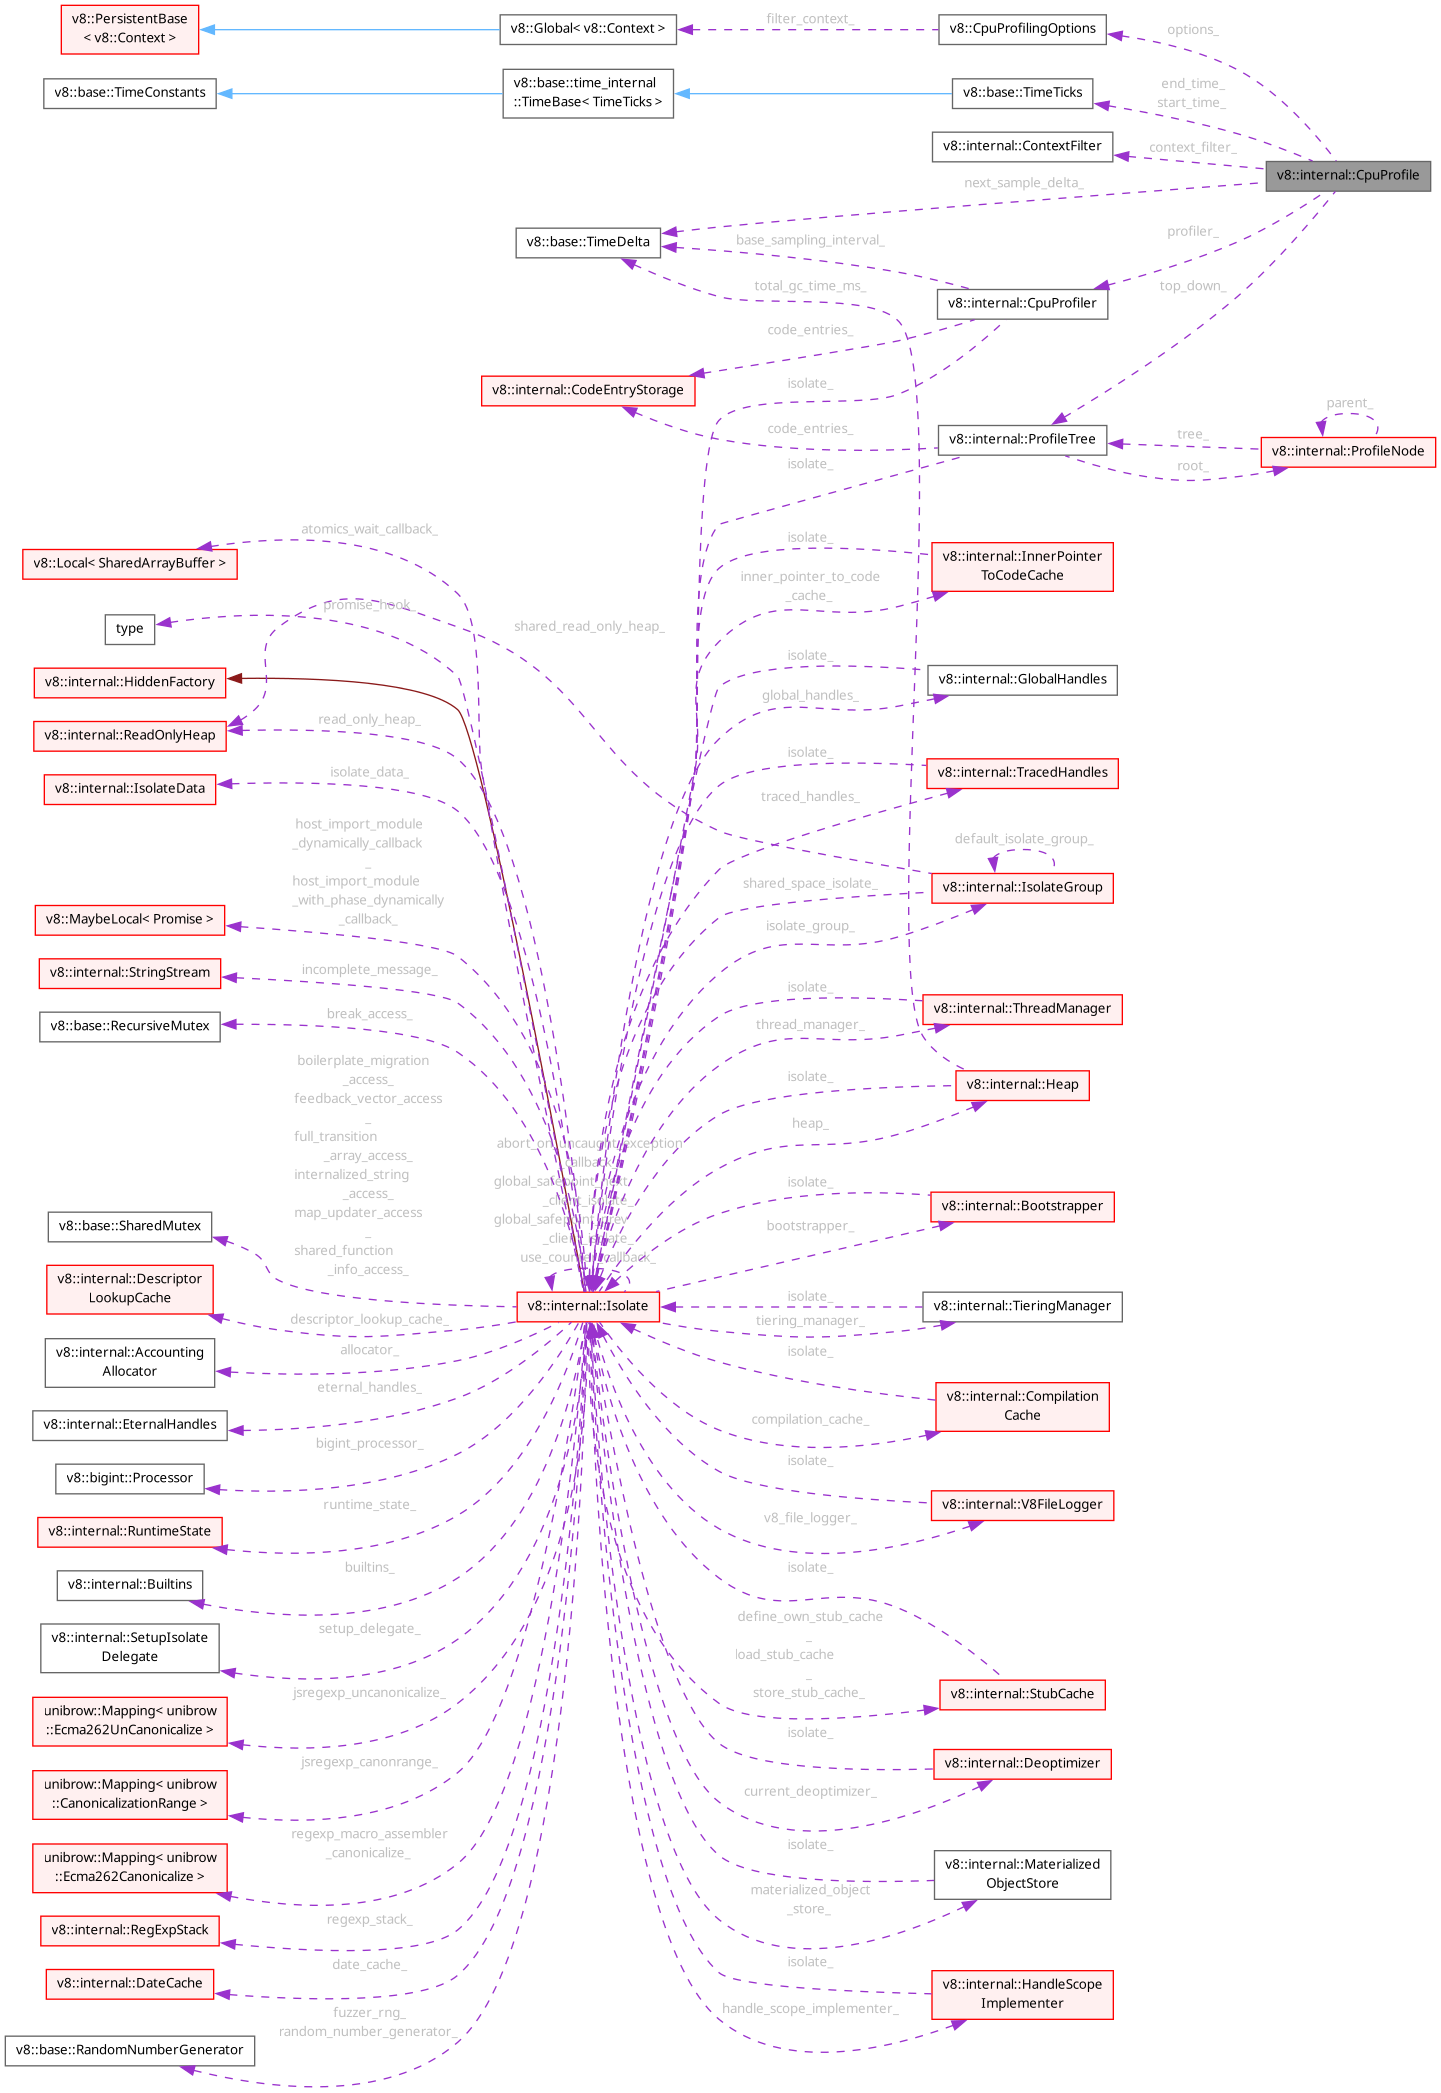 v8::PersistentBase
< v8::Context >
v8::Global< v8::Context >
filter_context_
v8::CpuProfilingOptions
options_
v8::base::TimeConstants
v8::base::time_internal
::TimeBase< TimeTicks >
v8::base::TimeTicks
end_time_
start_time_
v8::internal::ContextFilter
context_filter_
v8::internal::CpuProfile
next_sample_delta_
v8::base::TimeDelta
base_sampling_interval_
profiler_
total_gc_time_ms_
v8::internal::CpuProfiler
top_down_
code_entries_
v8::internal::CodeEntryStorage
isolate_
parent_
code_entries_
v8::internal::ProfileTree
tree_
v8::internal::ProfileNode
isolate_
root_
atomics_wait_callback_
v8::Local< SharedArrayBuffer >
isolate_
v8::internal::InnerPointer
ToCodeCache
inner_pointer_to_code
_cache_
promise_hook_
type
shared_read_only_heap_
v8::internal::HiddenFactory
isolate_
v8::internal::GlobalHandles
global_handles_
read_only_heap_
v8::internal::ReadOnlyHeap
isolate_
v8::internal::TracedHandles
isolate_data_
v8::internal::IsolateData
traced_handles_
host_import_module
_dynamically_callback
_
host_import_module
_with_phase_dynamically
_callback_
v8::MaybeLocal< Promise >
default_isolate_group_
shared_space_isolate_
v8::internal::IsolateGroup
isolate_group_
incomplete_message_
v8::internal::StringStream
isolate_
v8::internal::ThreadManager
break_access_
v8::base::RecursiveMutex
thread_manager_
boilerplate_migration
_access_
feedback_vector_access
_
full_transition
_array_access_
internalized_string
_access_
map_updater_access
_
shared_function
_info_access_
v8::base::SharedMutex
isolate_
v8::internal::Heap
heap_
abort_on_uncaught_exception
_callback_
global_safepoint_next
_client_isolate_
global_safepoint_prev
_client_isolate_
use_counter_callback_
isolate_
v8::internal::Bootstrapper
bootstrapper_
v8::internal::Descriptor
LookupCache
descriptor_lookup_cache_
v8::internal::Isolate
isolate_
v8::internal::TieringManager
tiering_manager_
v8::internal::Accounting
Allocator
allocator_
isolate_
v8::internal::Compilation
Cache
compilation_cache_
v8::internal::EternalHandles
eternal_handles_
v8::bigint::Processor
bigint_processor_
isolate_
v8::internal::V8FileLogger
v8_file_logger_
v8::internal::RuntimeState
runtime_state_
v8::internal::Builtins
builtins_
isolate_
v8::internal::SetupIsolate
Delegate
setup_delegate_
define_own_stub_cache
_
load_stub_cache
_
store_stub_cache_
v8::internal::StubCache
unibrow::Mapping< unibrow
::Ecma262UnCanonicalize >
jsregexp_uncanonicalize_
isolate_
v8::internal::Deoptimizer
current_deoptimizer_
unibrow::Mapping< unibrow
::CanonicalizationRange >
jsregexp_canonrange_
unibrow::Mapping< unibrow
::Ecma262Canonicalize >
regexp_macro_assembler
_canonicalize_
isolate_
v8::internal::Materialized
ObjectStore
materialized_object
_store_
v8::internal::RegExpStack
regexp_stack_
v8::internal::DateCache
date_cache_
isolate_
v8::internal::HandleScope
Implementer
handle_scope_implementer_
fuzzer_rng_
random_number_generator_
v8::base::RandomNumberGenerator